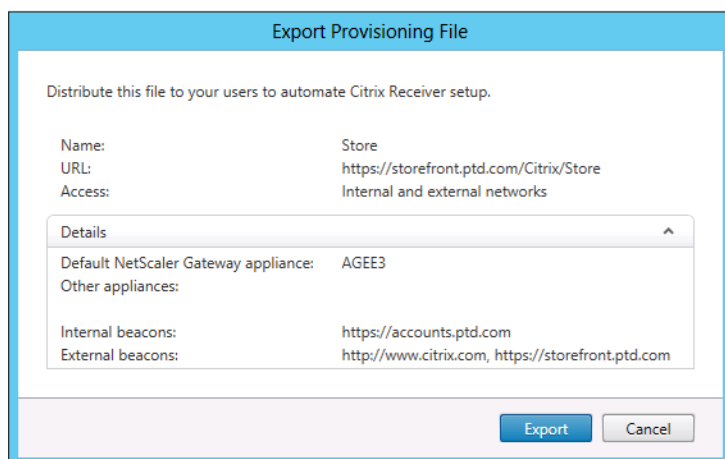 Export Provisioning File
Distribute this file to your users to automate Citrix Receiver setup.
Name: Store
URL: https://storefront.ptd.com/Citrix/Store
Access: Internal and external networks
Details
Default NetScaler Gateway appliance: AGEE3
Other appliances:
Internal beacons: https://accounts.ptd.com
External beacons: http://www.citrix.com, https://storefront.ptd.com
Export Cancel